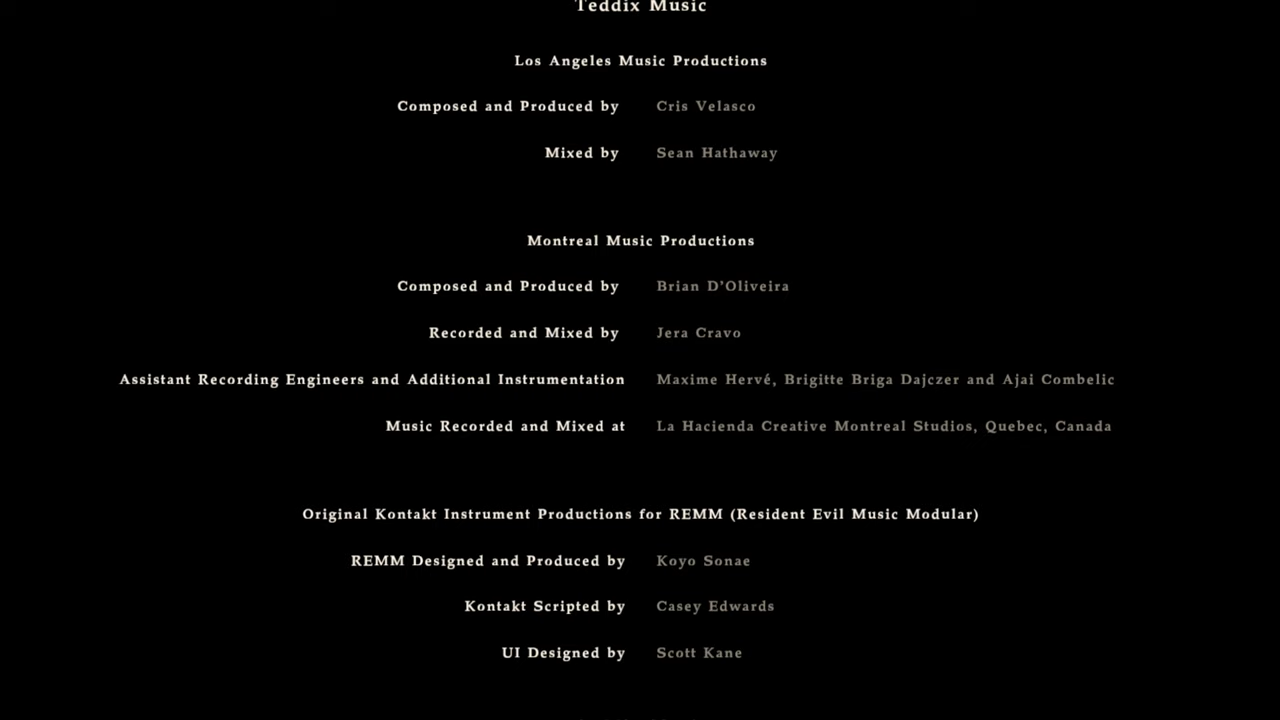 Teddix Music
Los Angeles Music Productions
Composed and Produced by Cris Velasco
Mixed by Sean Hathaway
Montreal Music Productions
Composed and Produced by Brian D’Oliveira
Recorded and Mixed by Jera Cravo
Assistant Recording Engineers and Additional Instrumentation Maxime Hervé, Brigitte Briga Dajczer and Ajai Combelic
Music Recorded and Mixed at La Hacienda Creative Montreal Studios, Quebec, Canada
Original Kontakt Instrument Productions for REMM (Resident Evil Music Modular)
REMM Designed and Produced by Koyo Sonae
Kontakt Scripted by Casey Edwards
UI Designed by Scott Kane